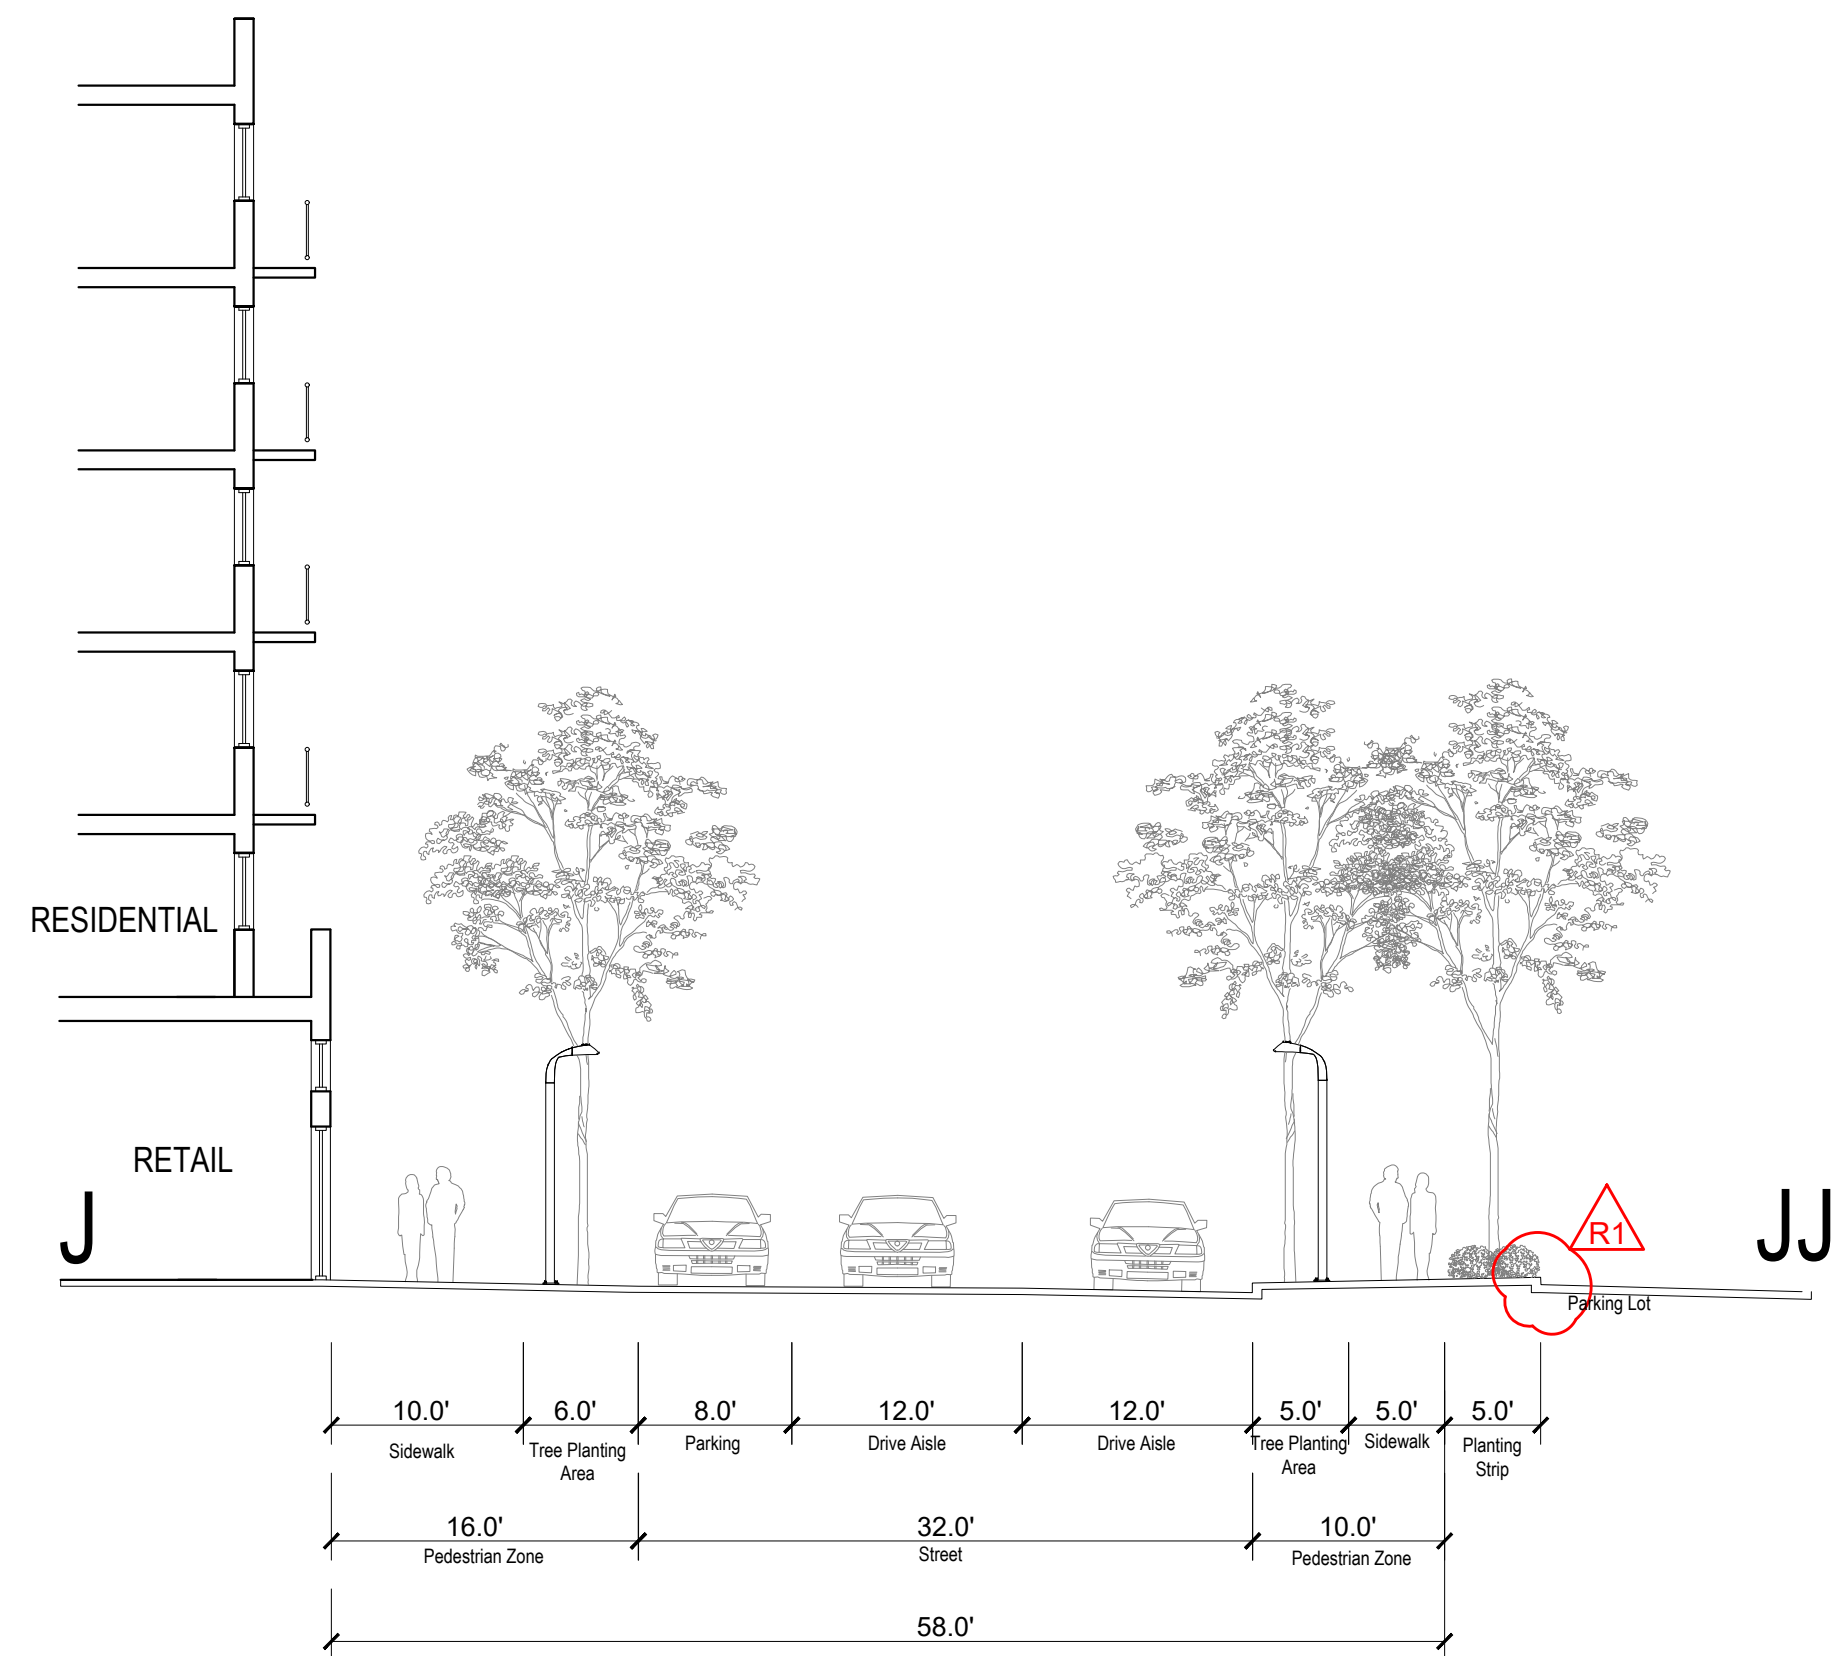 RESIDENTIAL
RETAIL
J
R1
JJ
Parking Lot
10.0' 6.0' 8.0' 12.0' 12.0' 5.0' 5.0' 5.0'
Sidewalk Tree Planting Parking Drive Aisle Drive Aisle Tree Planting Sidewalk Planting
Area Area Strip
16.0' 32.0' 10.0'
Pedestrian Zone Street Pedestrian Zone
58.0'